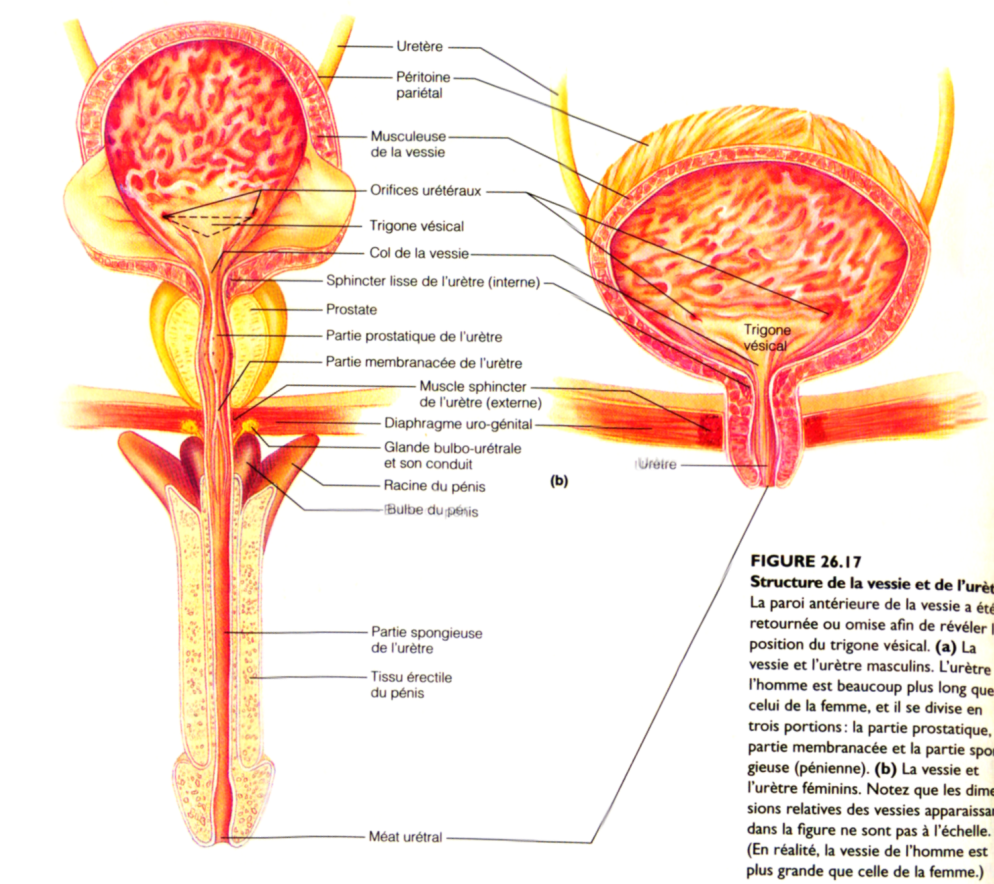 Uretère
Péritoine
pariétal
Musculeuse
de la vessie
Orifices urétéraux
Trigone vésical
Col de la vessie
Sphincter lisse de l'urètre (interne)
Prostate
Partie prostatique de l'urètre
Partie membranacée de l'urètre
Muscle sphincter
de l'urètre (externe)
Diaphragme uro-génital
Glande bulbo-urétrale
et son conduit
Racine du pénis
Bulbe du pénis
Partie spongieuse
de l'urètre
Tissu érectile
du pénis
Méat urétral
Trigone
vésical
Urètre
(b)
FIGURE 26.17
Structure de la vessie et de l'urèt
La paroi antérieure de la vessie a été
retournée ou omise afin de révéler l
position du trigone vésical. (a) La
vessie et l'urètre masculins. L'urètre
l'homme est beaucoup plus long que
celui de la femme, et il se divise en
trois portions : la partie prostatique,
partie membranacée et la partie spon
gieuse (pénienne). (b) La vessie et
l'urètre féminins. Notez que les dime
sions relatives des vessies apparaissa
dans la figure ne sont pas à l'échelle.
(En réalité, la vessie de l'homme est
plus grande que celle de la femme.)